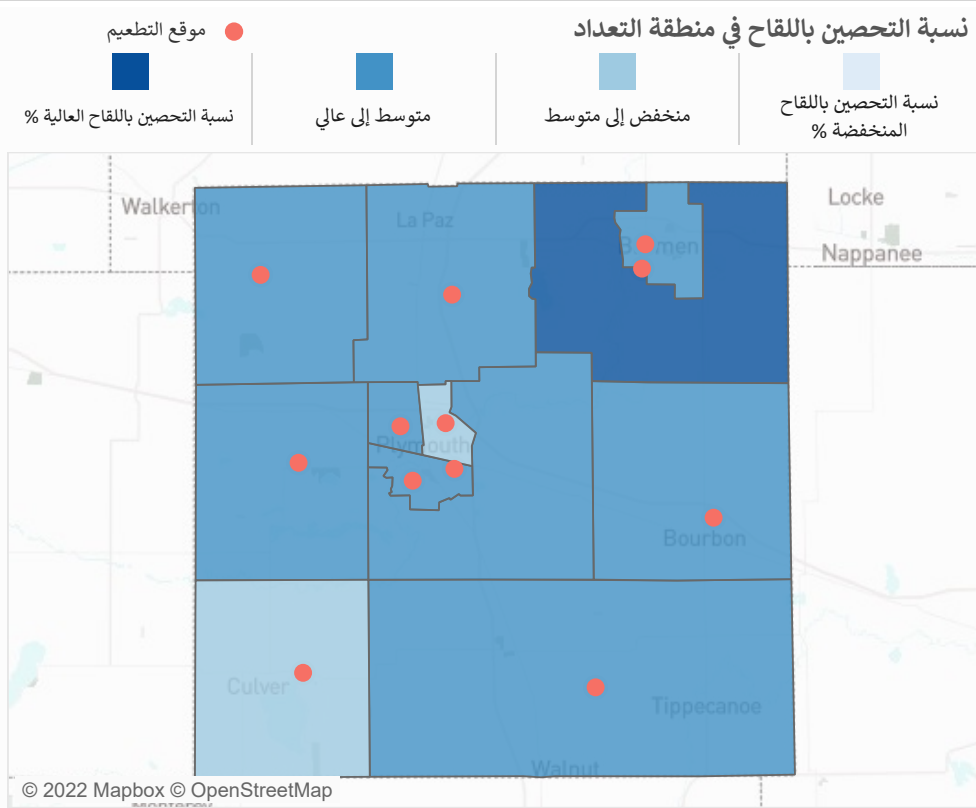 نسبة التحصين باللقاح في منطقة التعداد
موقع التطعيم
نسبة التحصين باللقاح
المنخفضة %
منخفض إلى متوسط
متوسط إلى عالي
نسبة التحصين باللقاح العالية %
Walkerton
La Paz
Locke
Nappanee
Plymouth
Bourbon
Culver
Tippecanoe
Walnut
© 2022 Mapbox © OpenStreetMap